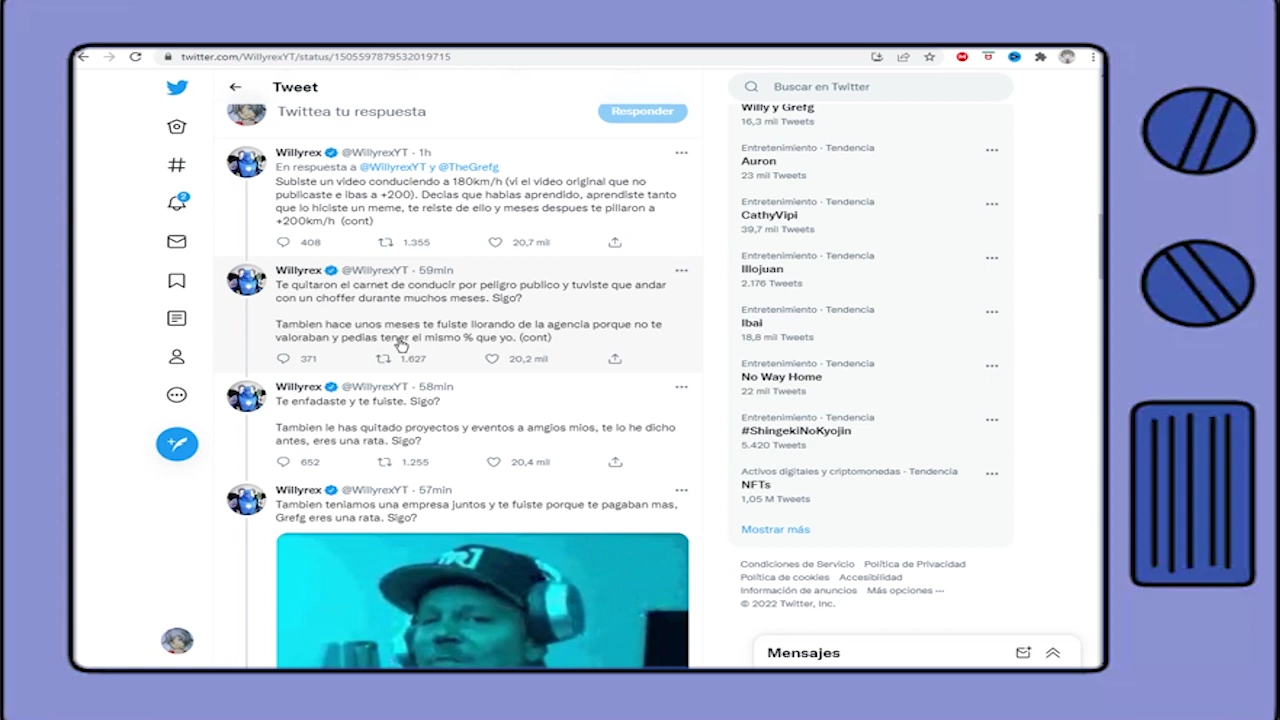 twitter.com/WillyrexYT/status/1505597879532019715
Tweet
Buscar en Twitter
Twittea tu respuesta
Responder
Willyrex @WillyrexYT · 1h
En respuesta a @WillyrexYT y @TheGrefg
Subiste un video conduciendo a 180km/h (vi el video original que no
publicaste e ibas a +200). Decias que habias aprendido, aprendiste tanto
que lo hiciste un meme, te reiste de ello y meses despues te pillaron a
+200km/h (cont)
408 1.355 20,7 mil
2
Willyrex @WillyrexYT · 59min
Te quitaron el carnet de conducir por peligro publico y tuviste que andar
con un choffer durante muchos meses. Sigo?
Tambien hace unos meses te fuiste llorando de la agencia porque no te
valoraban y pedias tener el mismo % que yo. (cont)
371 1.627 20,2 mil
Willyrex @WillyrexYT · 58min
Te enfadaste y te fuiste. Sigo?
Tambien le has quitado proyectos y eventos a amgios mios, te lo he dicho
antes, eres una rata. Sigo?
652 1.255 20,4 mil
Willyrex @WillyrexYT · 57min
Tambien teniamos una empresa juntos y te fuiste porque te pagaban mas,
Grefg eres una rata. Sigo?
Willy y Grefg
16,3 mil Tweets
Entretenimiento · Tendencia
Auron
23 mil Tweets
Entretenimiento · Tendencia
CathyVipi
39,7 mil Tweets
Entretenimiento · Tendencia
Illojuan
2.176 Tweets
Entretenimiento · Tendencia
Ibai
18,8 mil Tweets
Entretenimiento · Tendencia
No Way Home
22 mil Tweets
Entretenimiento · Tendencia
#ShingekiNoKyojin
5.420 Tweets
Activos digitales y criptomonedas · Tendencia
NFTs
1,05 M Tweets
Mostrar más
Condiciones de Servicio Política de Privacidad
Política de cookies Accesibilidad
Información de anuncios Más opciones ···
© 2022 Twitter, Inc.
Mensajes